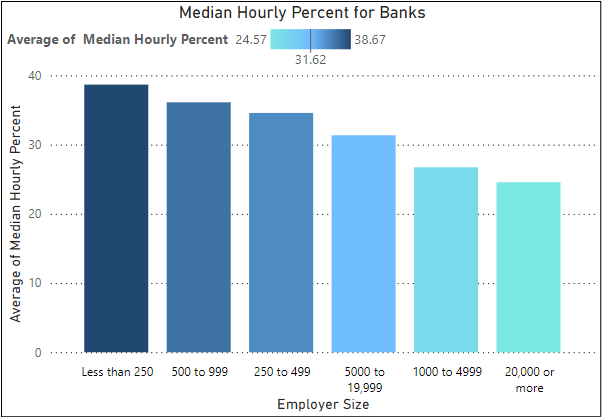 Median Hourly Percent for Banks
Average of  Median Hourly Percent 24.57 38.67
31.62
Average of Median Hourly Percent
40
30
20
10
0
Less than 250
500 to 999
250 to 499
5000 to
19,999
1000 to 4999
20,000 or
more
Employer Size